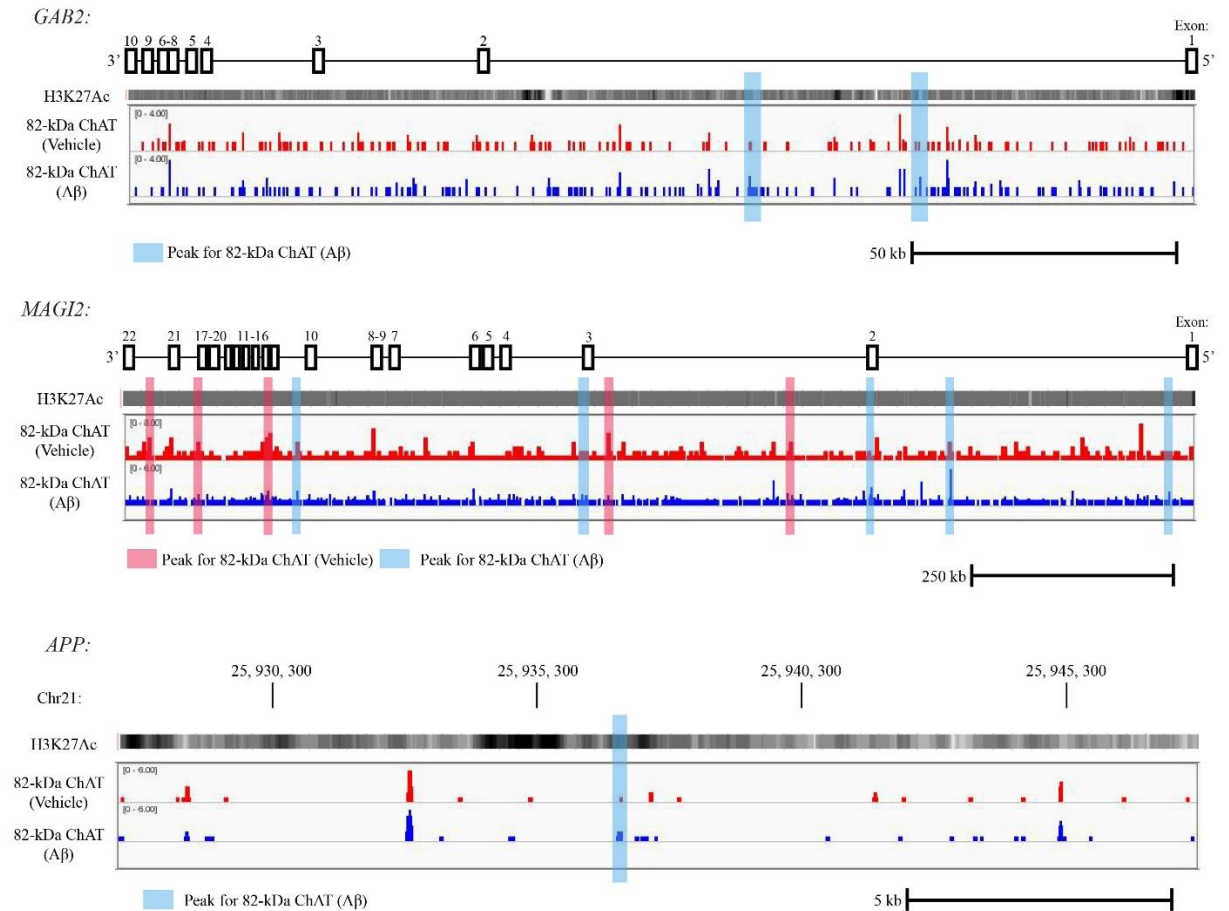 GAB2:
Exon:
10 9 6-8 5 4 3 2 1
3’ 5’
H3K27Ac
[0 - 4.00]
82-kDa ChAT
(Vehicle)
[0 - 4.00]
82-kDa ChAT
(Aβ)
Peak for 82-kDa ChAT (Aβ)
50 kb
MAGI2:
Exon:
22 21 17-20 11-16 10 8-9 7 6 5 4 3 2 1
3’ 5’
H3K27Ac
[0 - 8.00]
82-kDa ChAT
(Vehicle)
[0 - 6.00]
82-kDa ChAT
(Aβ)
Peak for 82-kDa ChAT (Vehicle) Peak for 82-kDa ChAT (Aβ)
250 kb
APP:
25,930, 300 25,935, 300 25,940, 300 25,945, 300
Chr21:
H3K27Ac
[0 - 6.00]
82-kDa ChAT
(Vehicle)
[0 - 6.00]
82-kDa ChAT
(Aβ)
5 kb
Peak for 82-kDa ChAT (Aβ)